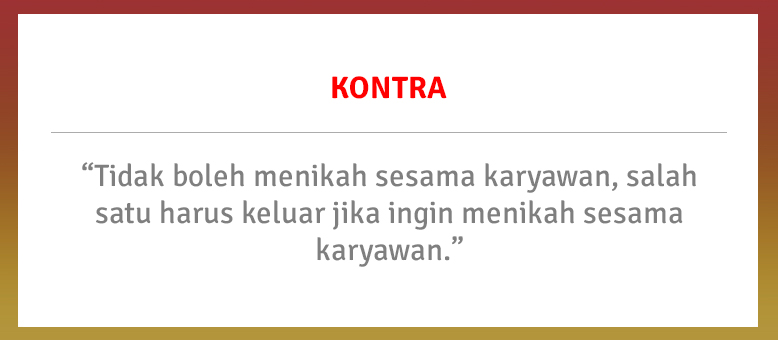 KONTRA
“Tidak boleh menikah sesama karyawan, salah
satu harus keluar jika ingin menikah sesama
karyawan.”